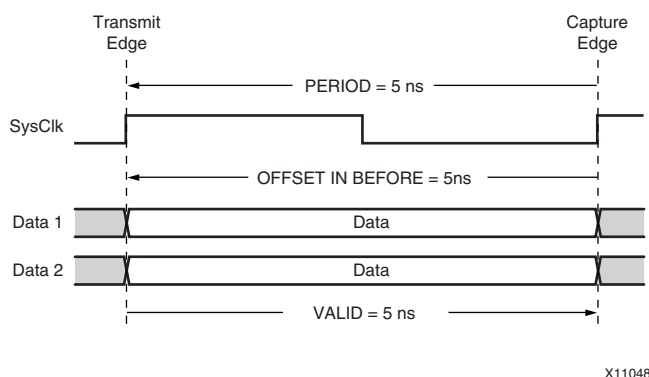 Transmit
Edge
Capture
Edge
PERIOD = 5 ns
SysClk
OFFSET IN BEFORE = 5ns
Data 1
Data
Data 2
Data
VALID = 5 ns
X11048